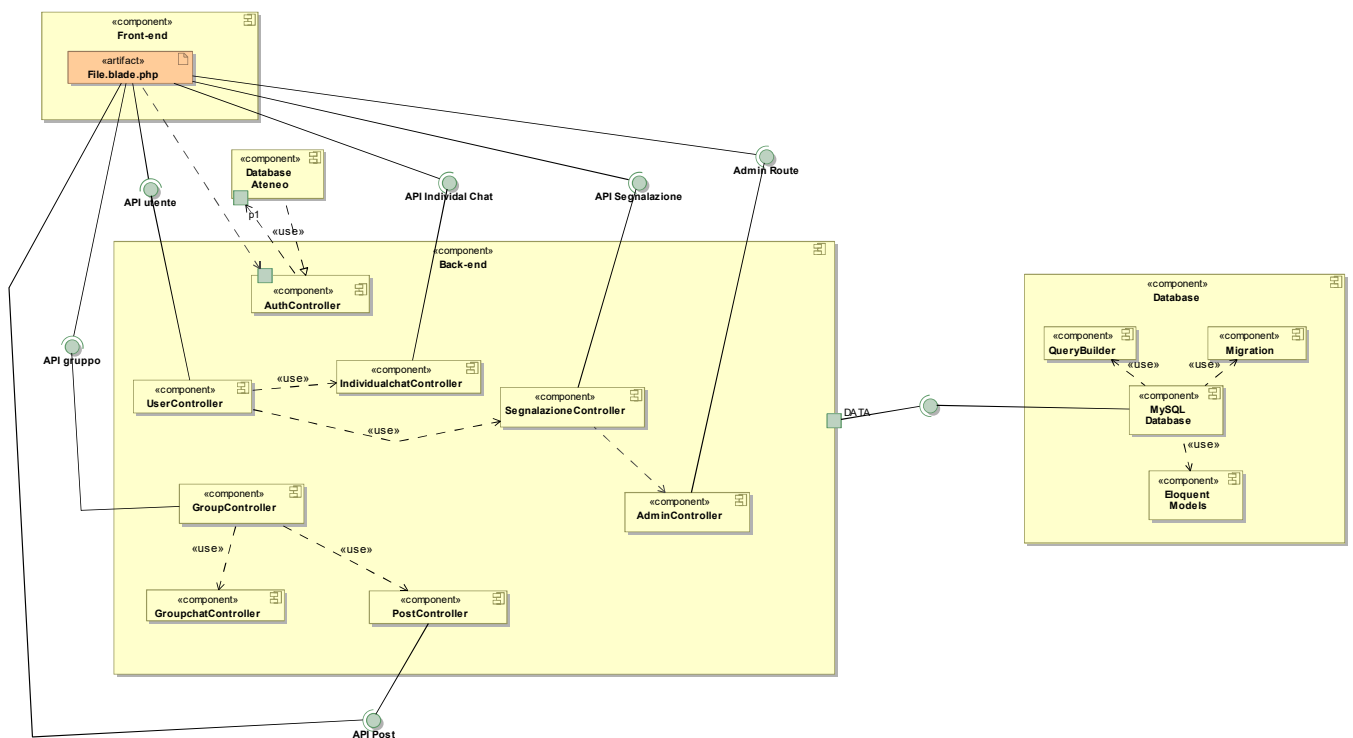 «component»
Front-end
«artifact»
File.blade.php
«component»
Database
Ateneo
p1
«use»
API utente
API Individal Chat
API Segnalazione
Admin Route
«component»
Back-end
«component»
AuthController
API gruppo
«component»
UserController
«use»
«component»
IndividualchatController
«use»
«component»
SegnalazioneController
«component»
GroupController
«use»
«use»
«component»
AdminController
«component»
GroupchatController
«component»
PostController
API Post
DATA
«component»
Database
«component»
QueryBuilder
«component»
Migration
«use»
«use»
«component»
MySQL
Database
«use»
«component»
Eloquent
Models